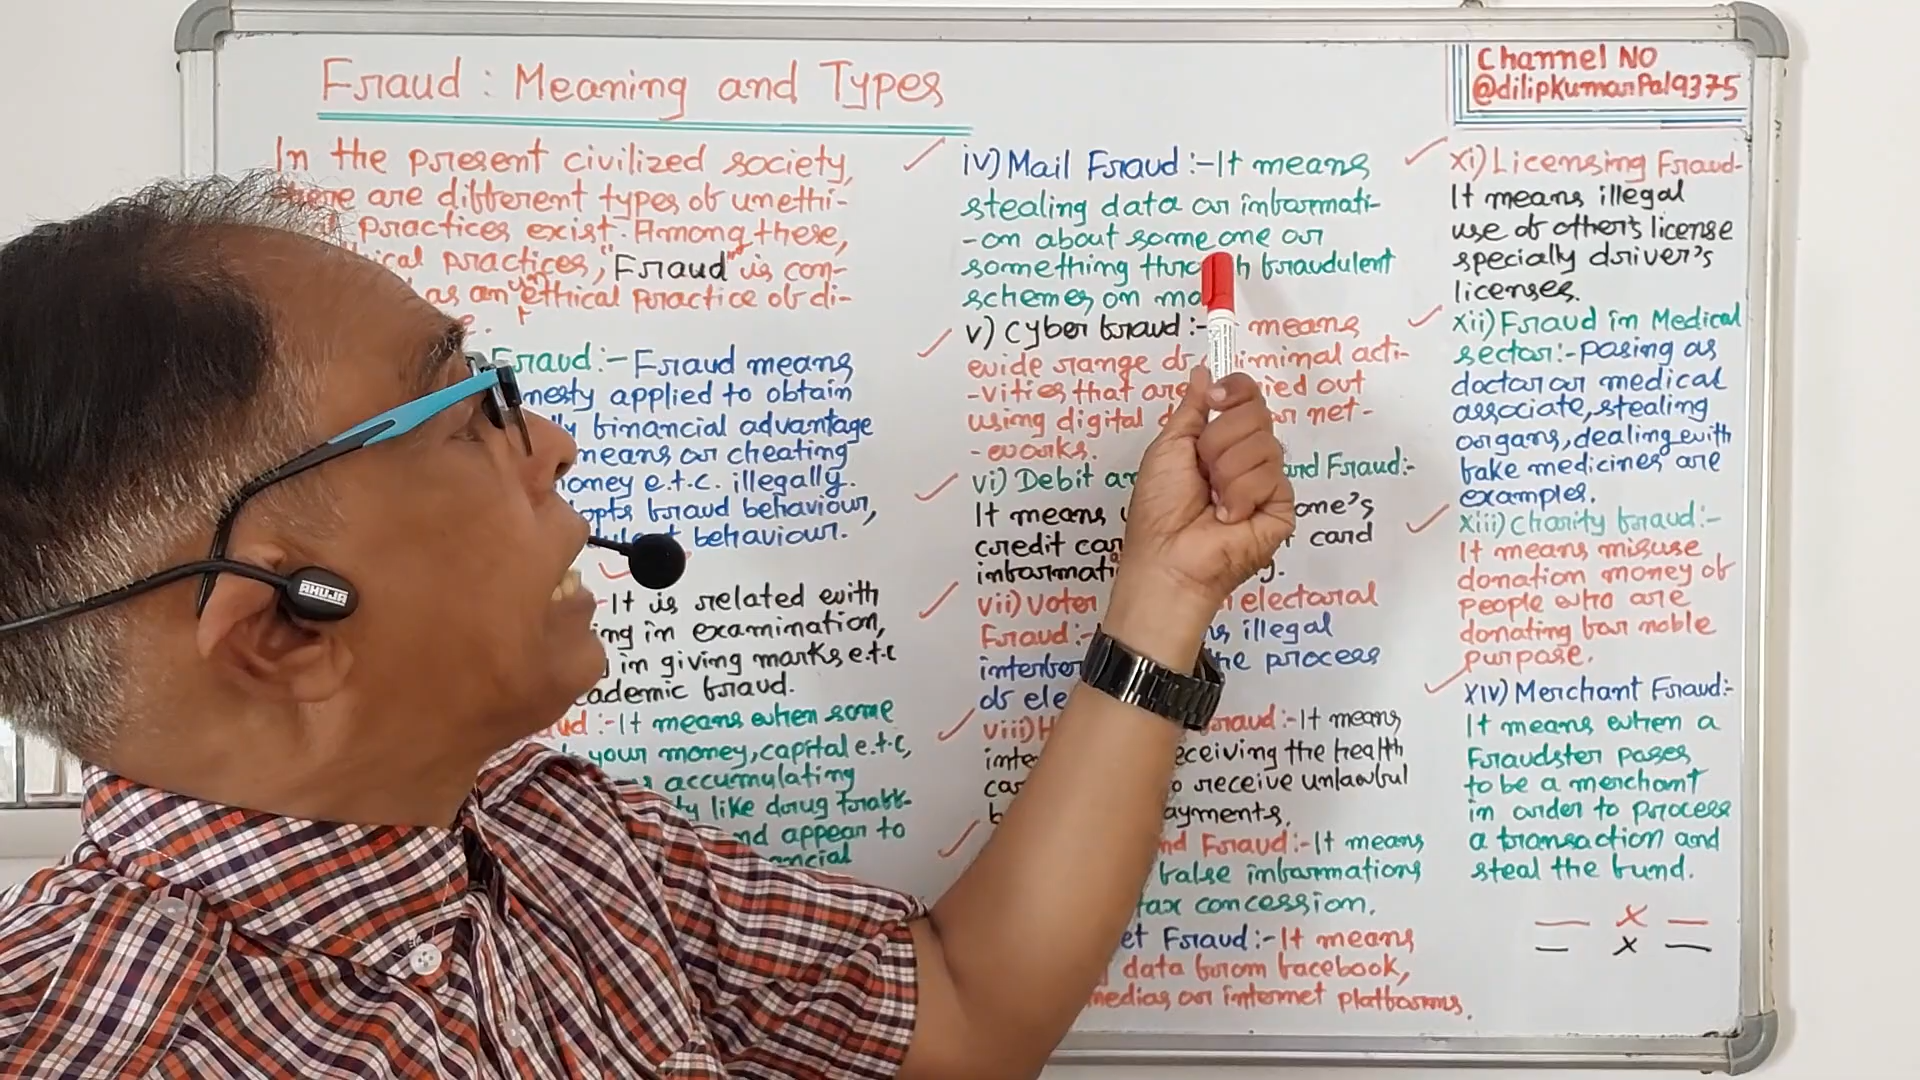 Fraud : Meaning and Types
Channel NO
@dilipkumarPal9375
In the present civilized society,
there are different types of unethi-
Practices exist. Among these,
practices, "Fraud" is con-
as an unethical practice of di-
Fraud :- Fraud means
applied to obtain
financial advantage
means or cheating
money e.t.c. illegally.
fraud behaviour,
behaviour.
- It is related with
in examination,
in giving marks e.t.c
academic fraud.
:- It means when some
your money, capital e.t.c,
accumulating
like drug traff-
and appear to
financial
iv) Mail Fraud :- It means
stealing data or informati-
-on about some one or
something through fraudulent
schemes on
v) Cyber fraud :- means
wide range of criminal acti-
-vities that are carried out
using digital or net-
-works.
vi) Debit and Fraud:-
It means
credit card card
information
vii) Voter electoral
Fraud:- illegal
the process
of
viii) Fraud:- It means
receiving the health
receive unlawful
payments.
Fraud:- It means
false informations
tax concession.
Fraud:- It means
data from facebook,
medias or internet platforms.
xi) Licensing Fraud-
It means illegal
use of other's license
specially driver's
licenses.
xii) Fraud in Medical
sector:- posing as
doctor or medical
associate, stealing
organs, dealing with
fake medicines are
examples.
xiii) Charity fraud:-
It means misuse
donation money of
people who are
donating for noble
purpose.
xiv) Merchant Fraud:-
It means when a
Fraudster poses
to be a merchant
in order to process
a transaction and
steal the fund.
AHUJA